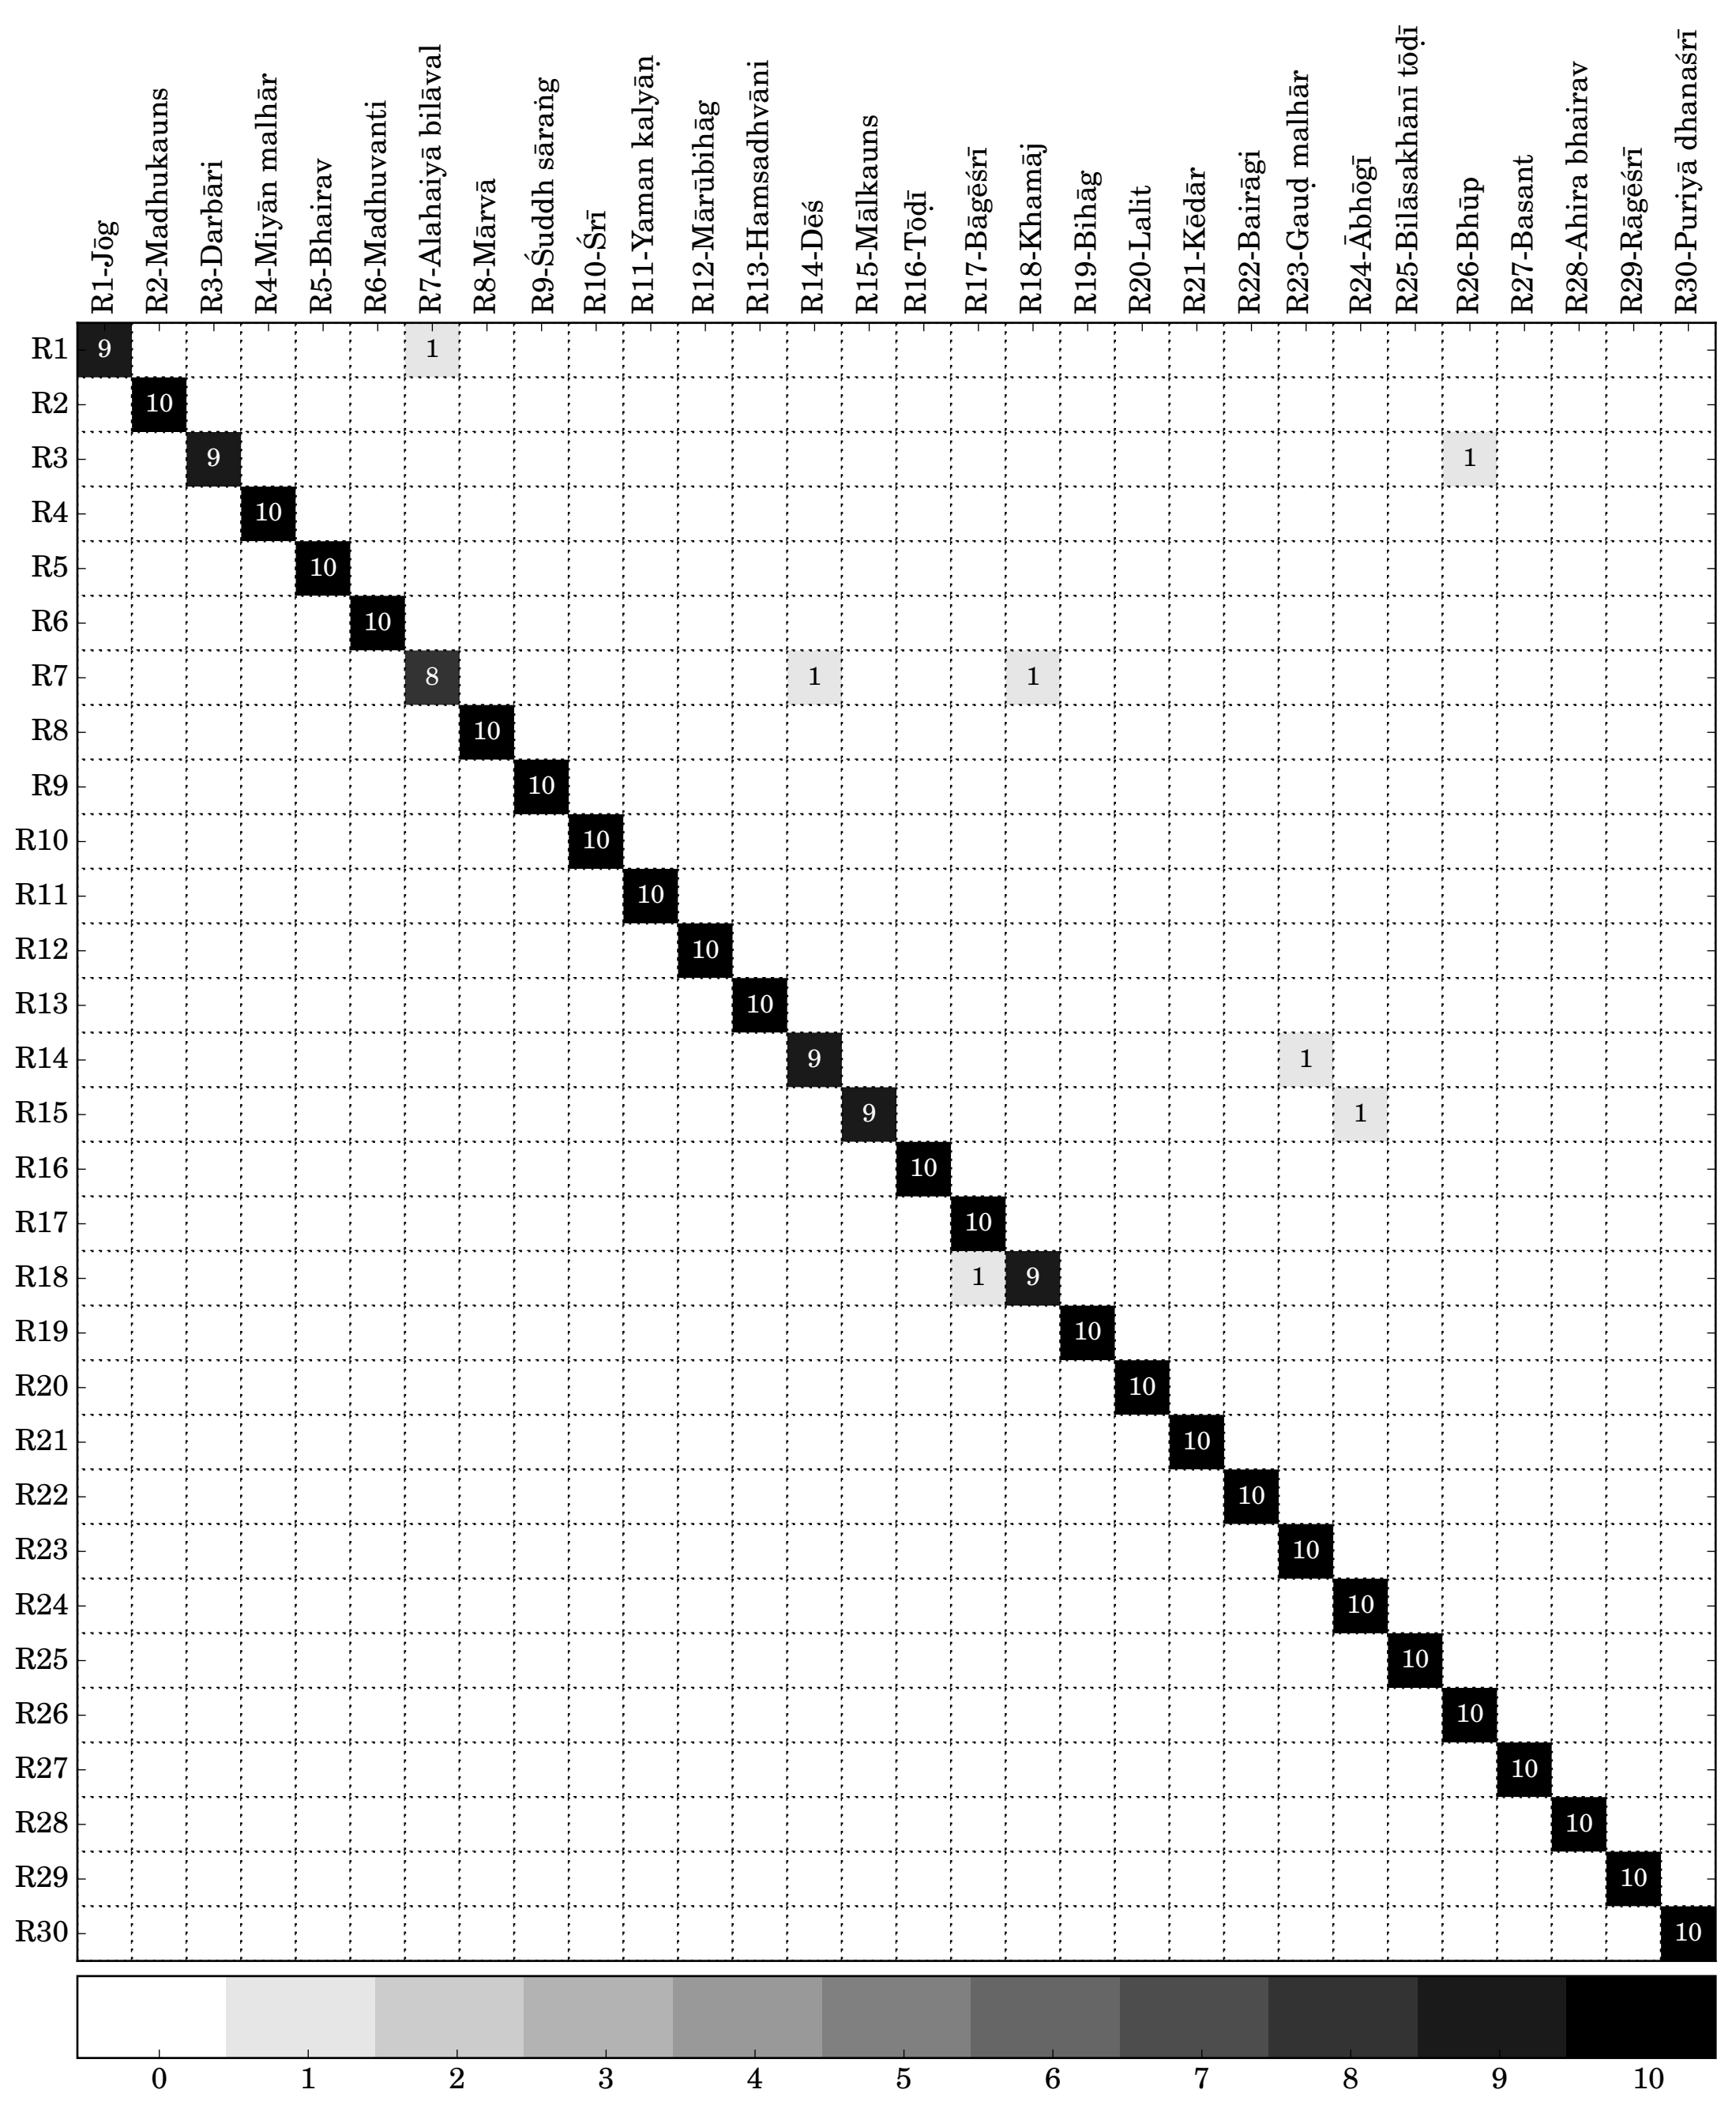 R1-Jōg
R2-Madhukauns
R3-Darbāri
R4-Miyān malhār
R5-Bhairav
R6-Madhuvanti
R7-Alahaiyā bilāval
R8-Mārvā
R9-Śuddh sāraṅg
R10-Śrī
R11-Yaman kalyāṇ
R12-Mārūbihāg
R13-Hamsadhvāni
R14-Dēś
R15-Mālkauns
R16-Tōḍī
R17-Bāgēśrī
R18-Khamāj
R19-Bihāg
R20-Lalit
R21-Kēdār
R22-Bairāgi
R23-Gauḍ malhār
R24-Ābhōgī
R25-Bilāsakhānī tōḍī
R26-Bhūp
R27-Basant
R28-Ahira bhairav
R29-Rāgēśrī
R30-Puriyā dhanaśrī
R1 9 1
R2 10
R3 9 1
R4 10
R5 10
R6 10
R7 8 1 1
R8 10
R9 10
R10 10
R11 10
R12 10
R13 10
R14 9 1
R15 9 1
R16 10
R17 10
R18 1 9
R19 10
R20 10
R21 10
R22 10
R23 10
R24 10
R25 10
R26 10
R27 10
R28 10
R29 10
R30 10
0 1 2 3 4 5 6 7 8 9 10